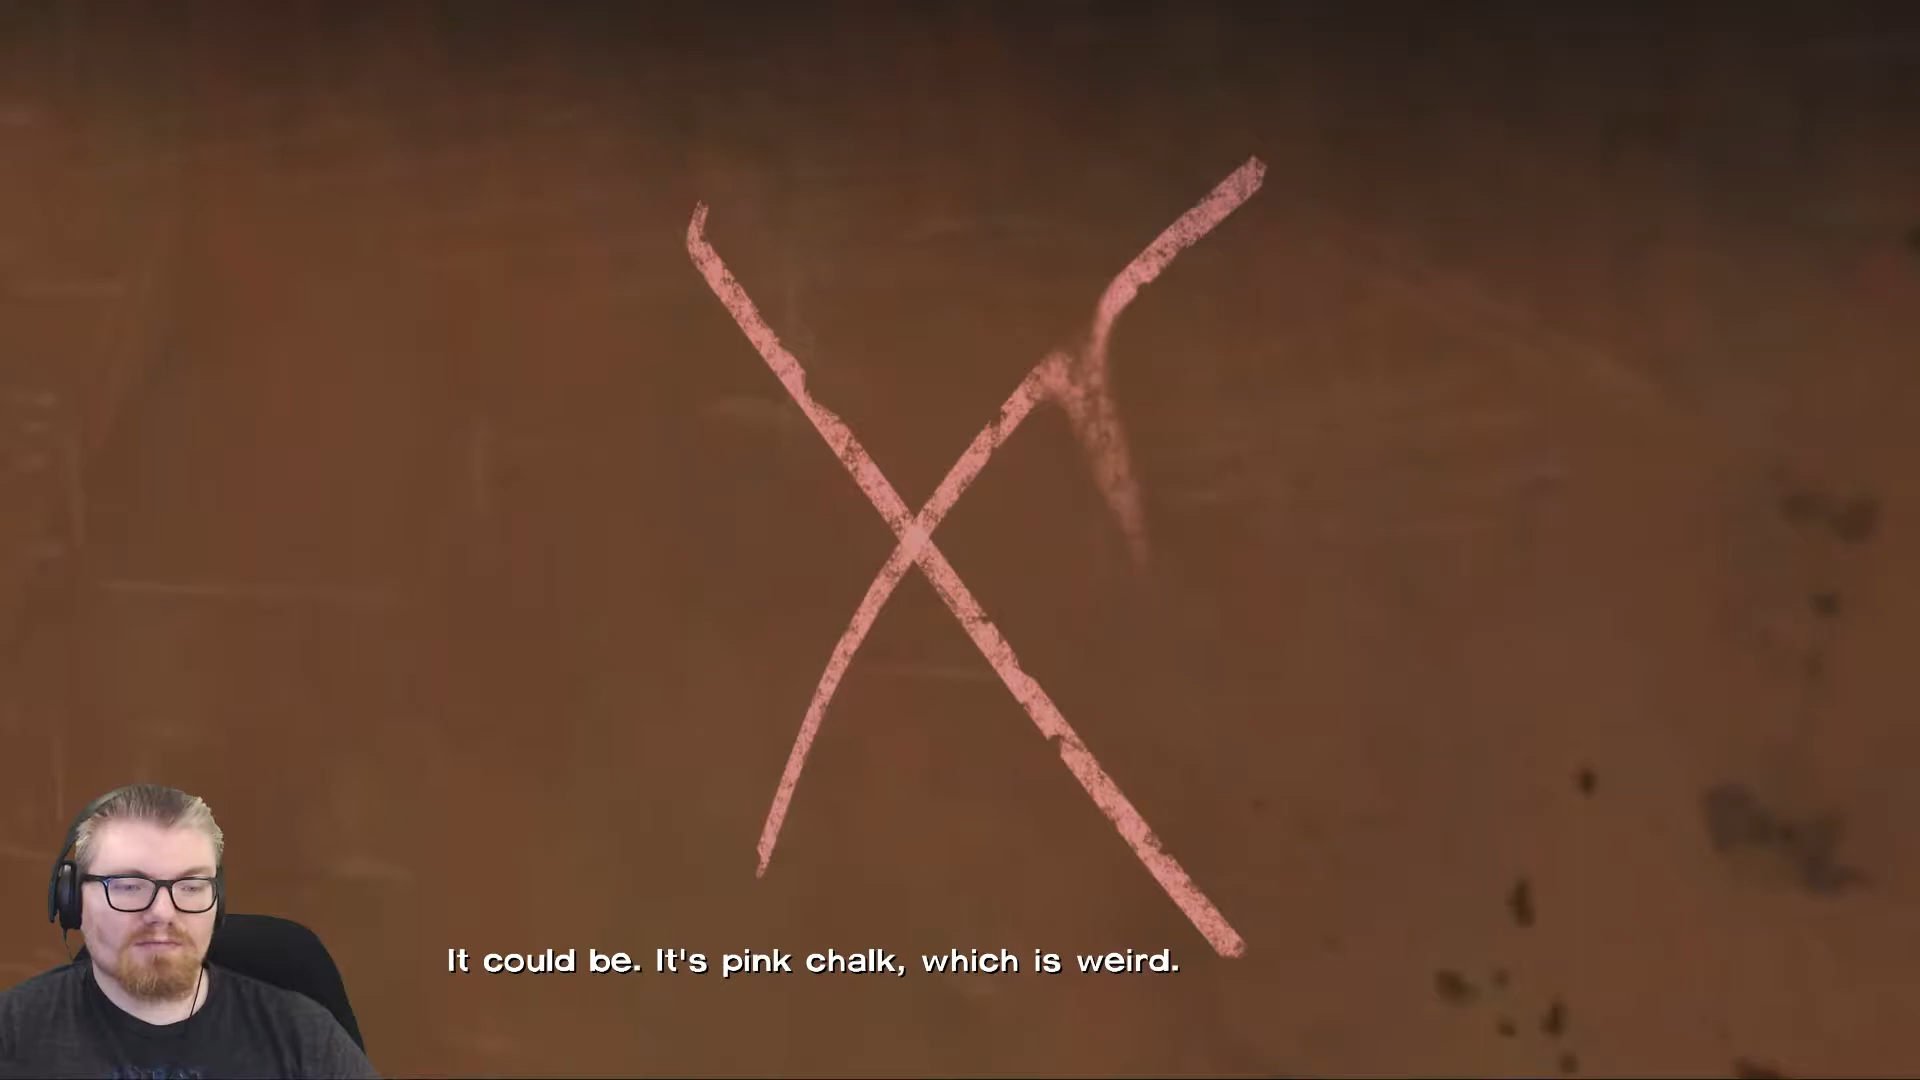 It could be. It's pink chalk, which is weird.